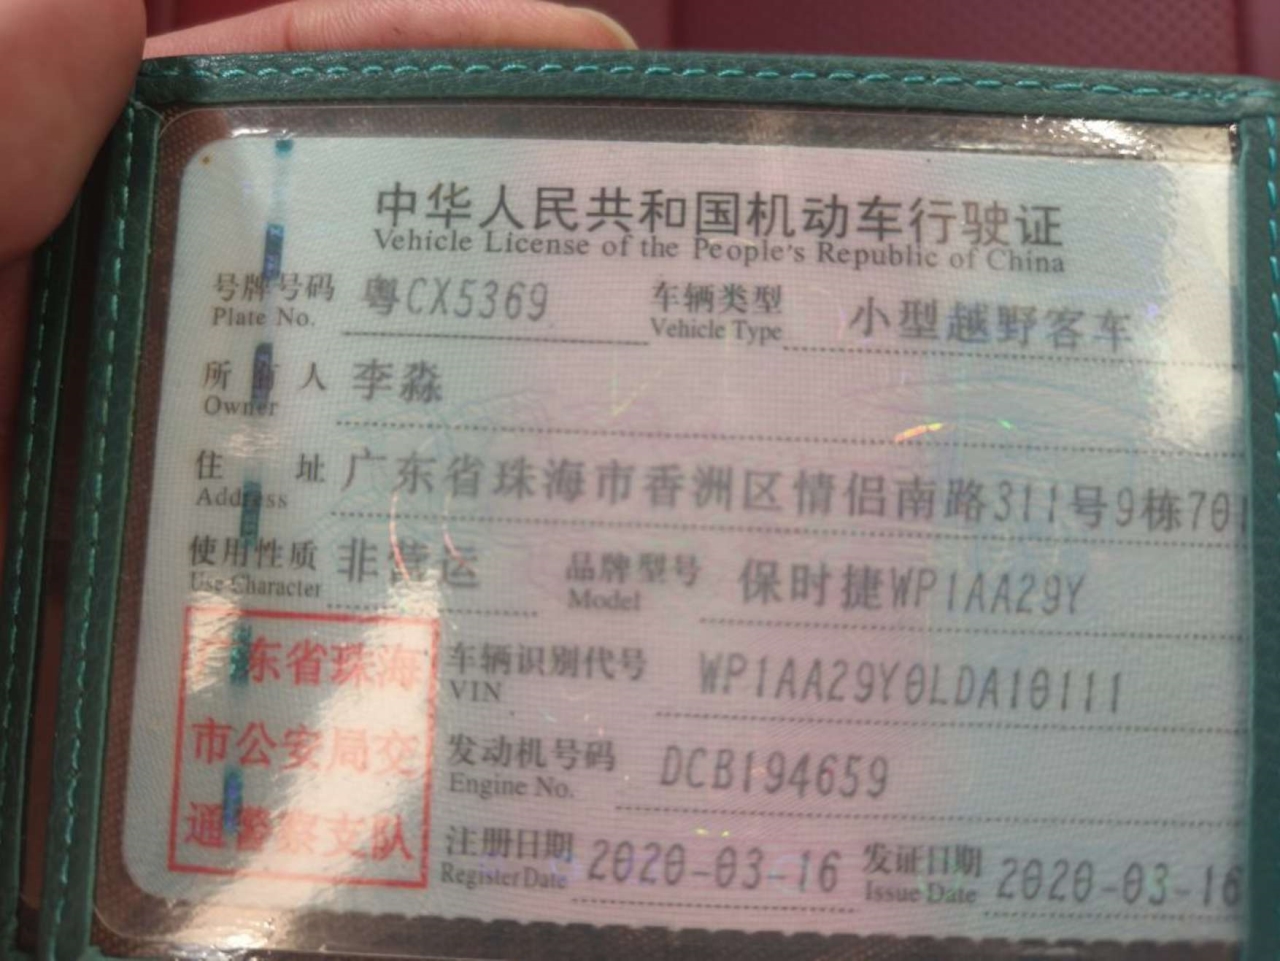 中华人民共和国机动车行驶证
Vehicle License of the People's Republic of China
号牌号码 粤CX5369 车辆类型 小型越野客车
Plate No. Vehicle Type
所有人 李淼
Owner
住址 广东省珠海市香洲区情侣南路311号9栋701
Address
使用性质 非营运 品牌型号 保时捷WP1AA29Y
Use Character Model
广东省珠海
市公安局交
通警察支队
车辆识别代号 WP1AA29Y0LDA10111
VIN
发动机号码 DCB194659
Engine No.
注册日期 2020-03-16 发证日期 2020-03-16
Register Date Issue Date